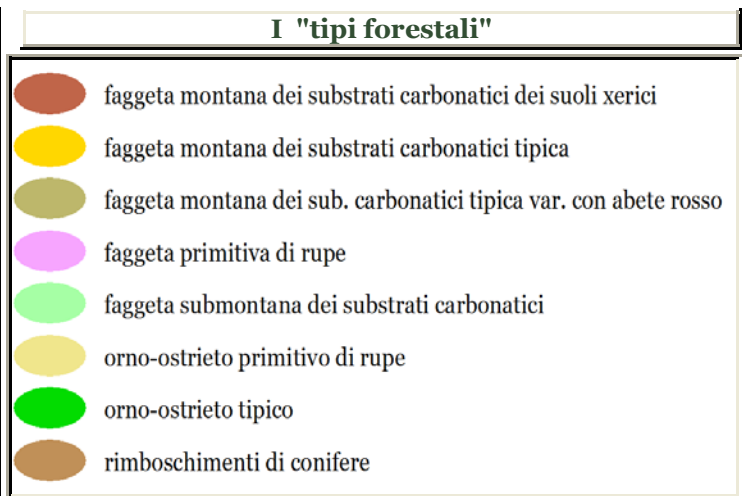 I "tipi forestali"
faggeta montana dei substrati carbonatici dei suoli xerici
faggeta montana dei substrati carbonatici tipica
faggeta montana dei sub. carbonatici tipica var. con abete rosso
faggeta primitiva di rupe
faggeta submontana dei substrati carbonatici
orno-ostrieto primitivo di rupe
orno-ostrieto tipico
rimboschimenti di conifere